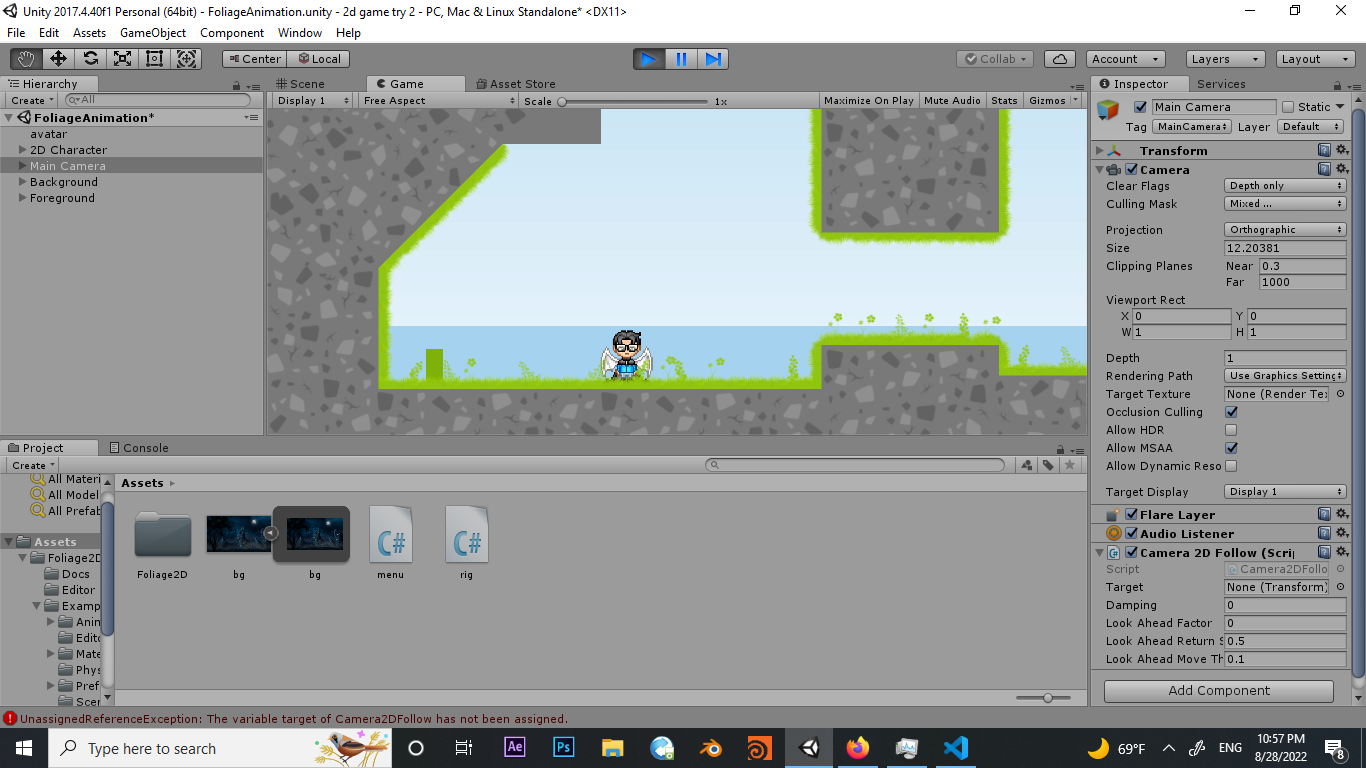 Unity 2017.4.40f1 Personal (64bit) - FoliageAnimation.unity - 2d game try 2 - PC, Mac & Linux Standalone* <DX11>
File Edit Assets GameObject Component Window Help
Center Local Collab Account Layers Layout
Hierarchy Scene Game Asset Store Inspector Services
Create All Display 1 Free Aspect Scale 1x Maximize On Play Mute Audio Stats Gizmos Main Camera Static
FoliageAnimation* Tag MainCamera Layer Default
avatar
2D Character
Main Camera
Background
Foreground
Transform
Camera
Clear Flags Depth only
Culling Mask Mixed ...
Projection Orthographic
Size 12.20381
Clipping Planes Near 0.3
Far 1000
Viewport Rect
X 0 Y 0
W 1 H 1
Depth 1
Rendering Path Use Graphics Setting
Target Texture None (Render Te
Occlusion Culling
Allow HDR
Allow MSAA
Allow Dynamic Reso
Target Display Display 1
Flare Layer
Audio Listener
Camera 2D Follow (Scrip
Script Camera2DFollo
Target None (Transform)
Damping 0
Look Ahead Factor 0
Look Ahead Return S 0.5
Look Ahead Move Th 0.1
Add Component
Project Console
Create
All Materi
All Model
All Prefab
Assets
Foliage2D
Docs
Editor
Examp
Anin
Edito
Mate
Phys
Pref
Scen
Assets
C# C#
Foliage2D bg bg menu rig
UnassignedReferenceException: The variable target of Camera2DFollow has not been assigned.
Type here to search Ae Ps 69°F ENG 10:57 PM
8/28/2022 8